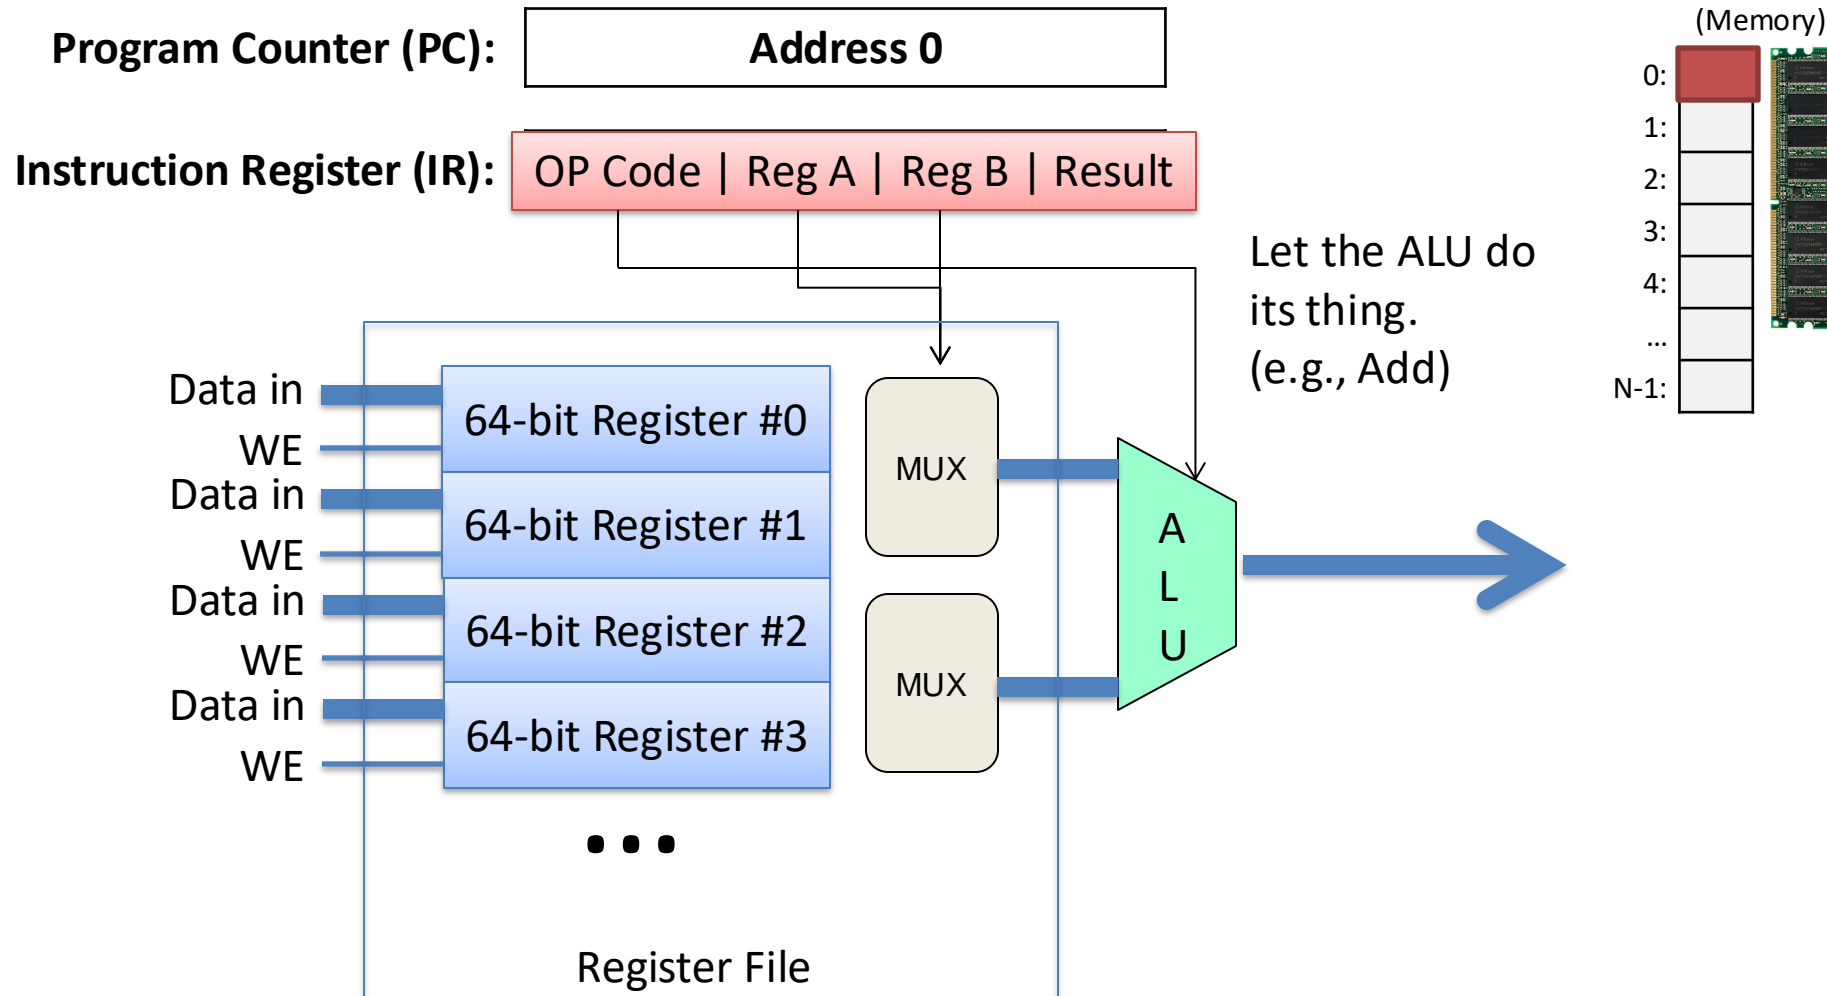 Program Counter (PC):
Address 0
Instruction Register (IR):
OP Code | Reg A | Reg B | Result
(Memory)
0:
1:
2:
3:
4:
...
N-1:
Let the ALU do
its thing.
(e.g., Add)
Data in
WE
Data in
WE
Data in
WE
Data in
WE
64-bit Register #0
64-bit Register #1
64-bit Register #2
64-bit Register #3
...
MUX
MUX
A
L
U
Register File